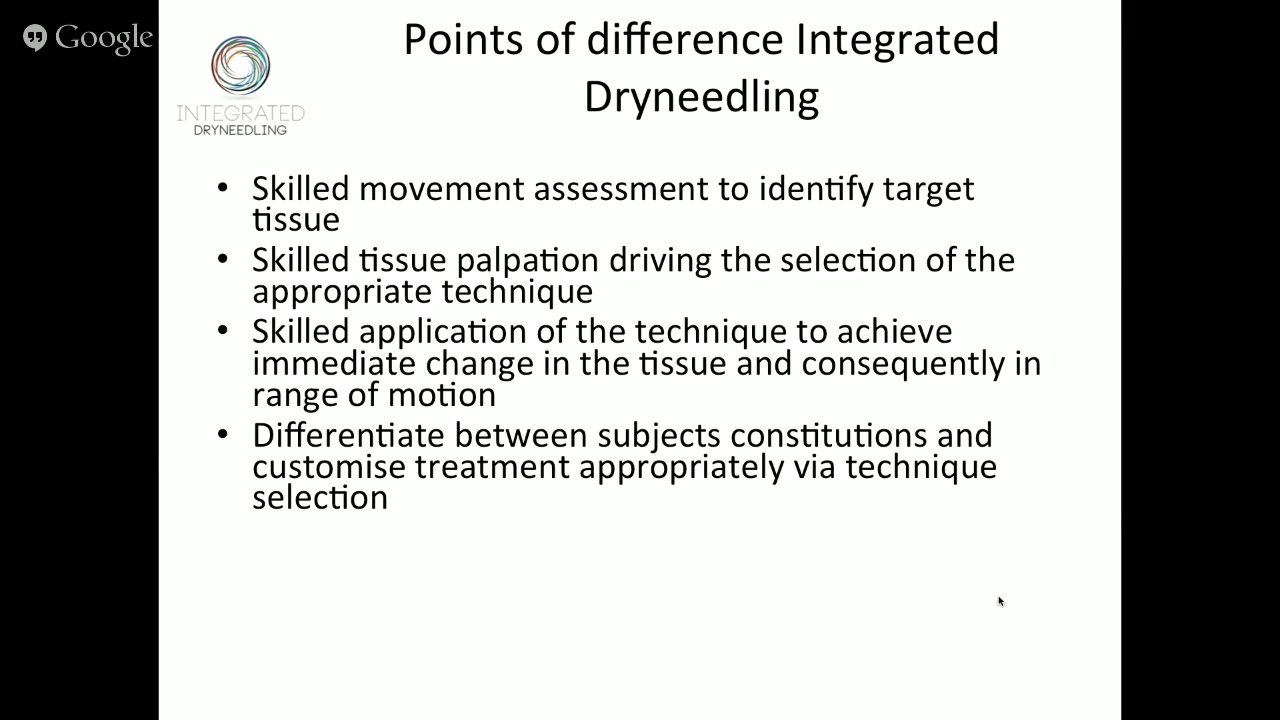 Google
Points of difference Integrated
Dryneedling
INTEGRATED
DRYNEEDLING
• Skilled movement assessment to identify target
tissue
• Skilled tissue palpation driving the selection of the
appropriate technique
• Skilled application of the technique to achieve
immediate change in the tissue and consequently in
range of motion
• Differentiate between subjects constitutions and
customise treatment appropriately via technique
selection